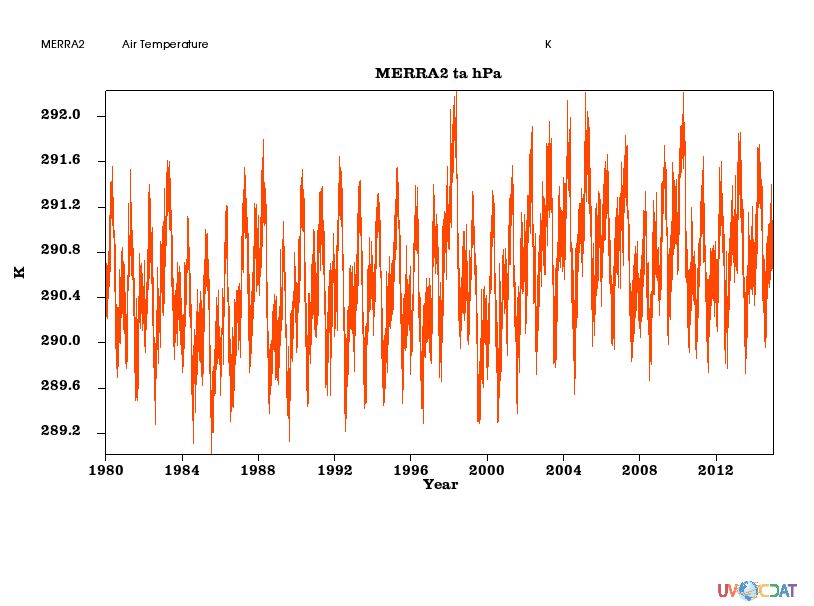 MERRA2 Air Temperature K
MERRA2 ta hPa
292.0
291.6
291.2
290.8
290.4
290.0
289.6
289.2
K
1980 1984 1988 1992 1996 2000 2004 2008 2012
Year
UV CDAT